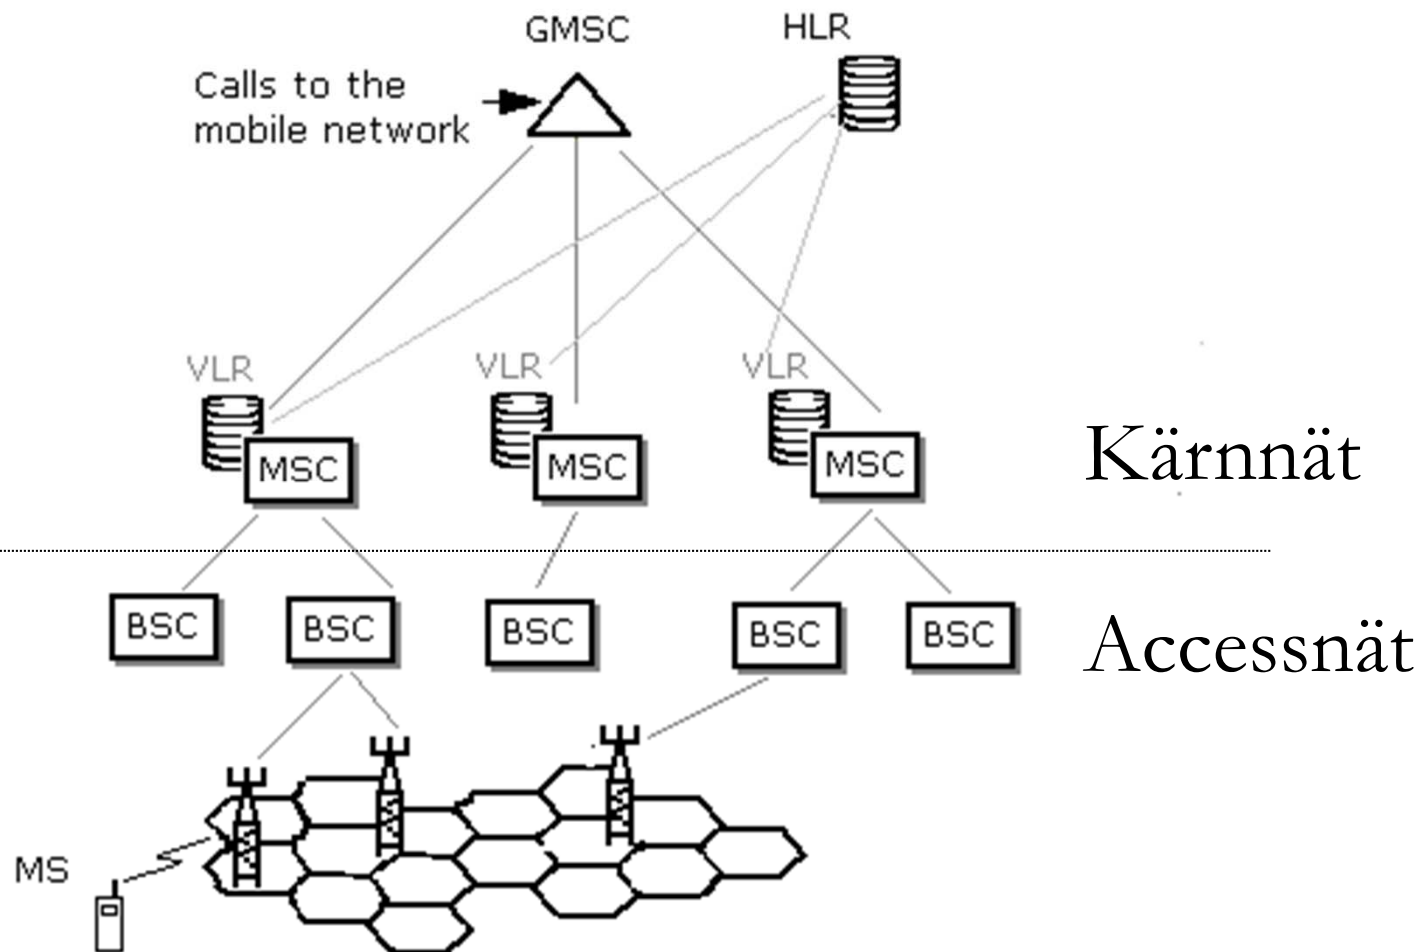 GMSC
HLR
Calls to the
mobile network
VLR
VLR
VLR
MSC
MSC
MSC
Kärnnät
BSC
BSC
BSC
BSC
BSC
Accessnät
MS